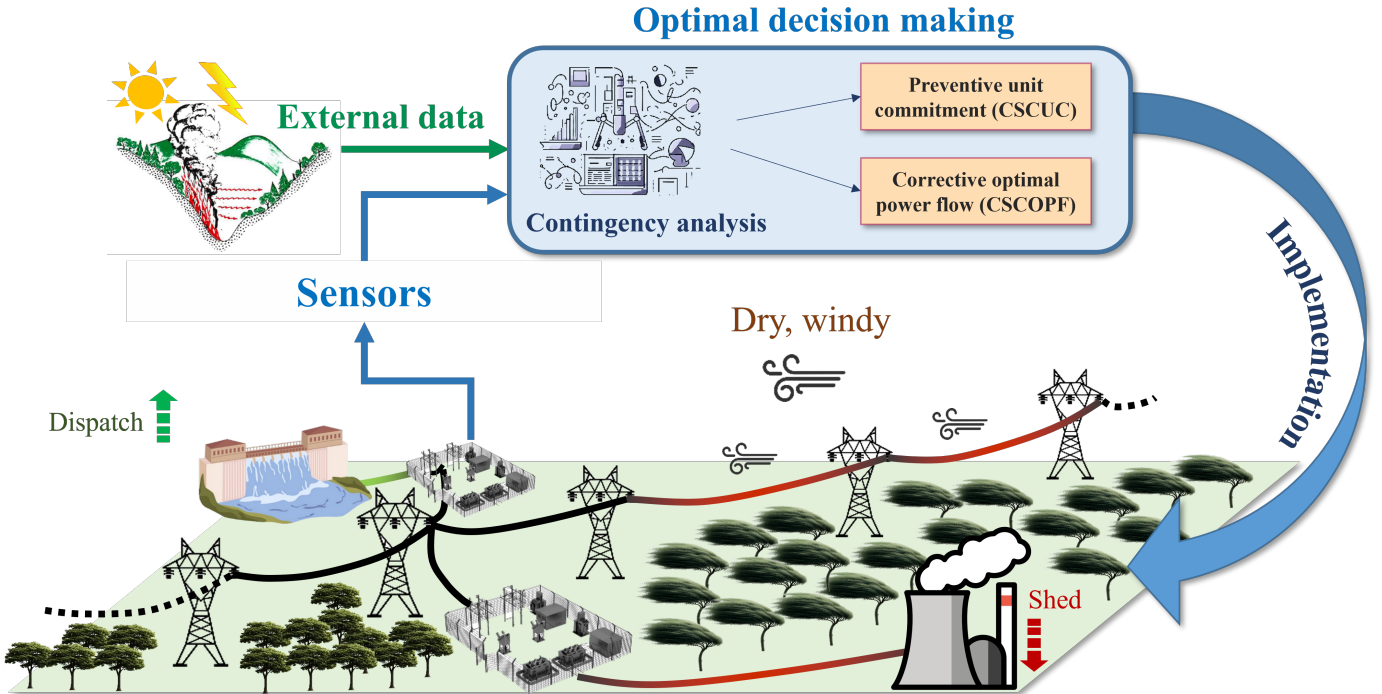 Optimal decision making
External data
Preventive unit
commitment (CSCUC)
Corrective optimal
power flow (CSCOPF)
Contingency analysis
Implementation
Sensors
Dry, windy
Dispatch
Shed